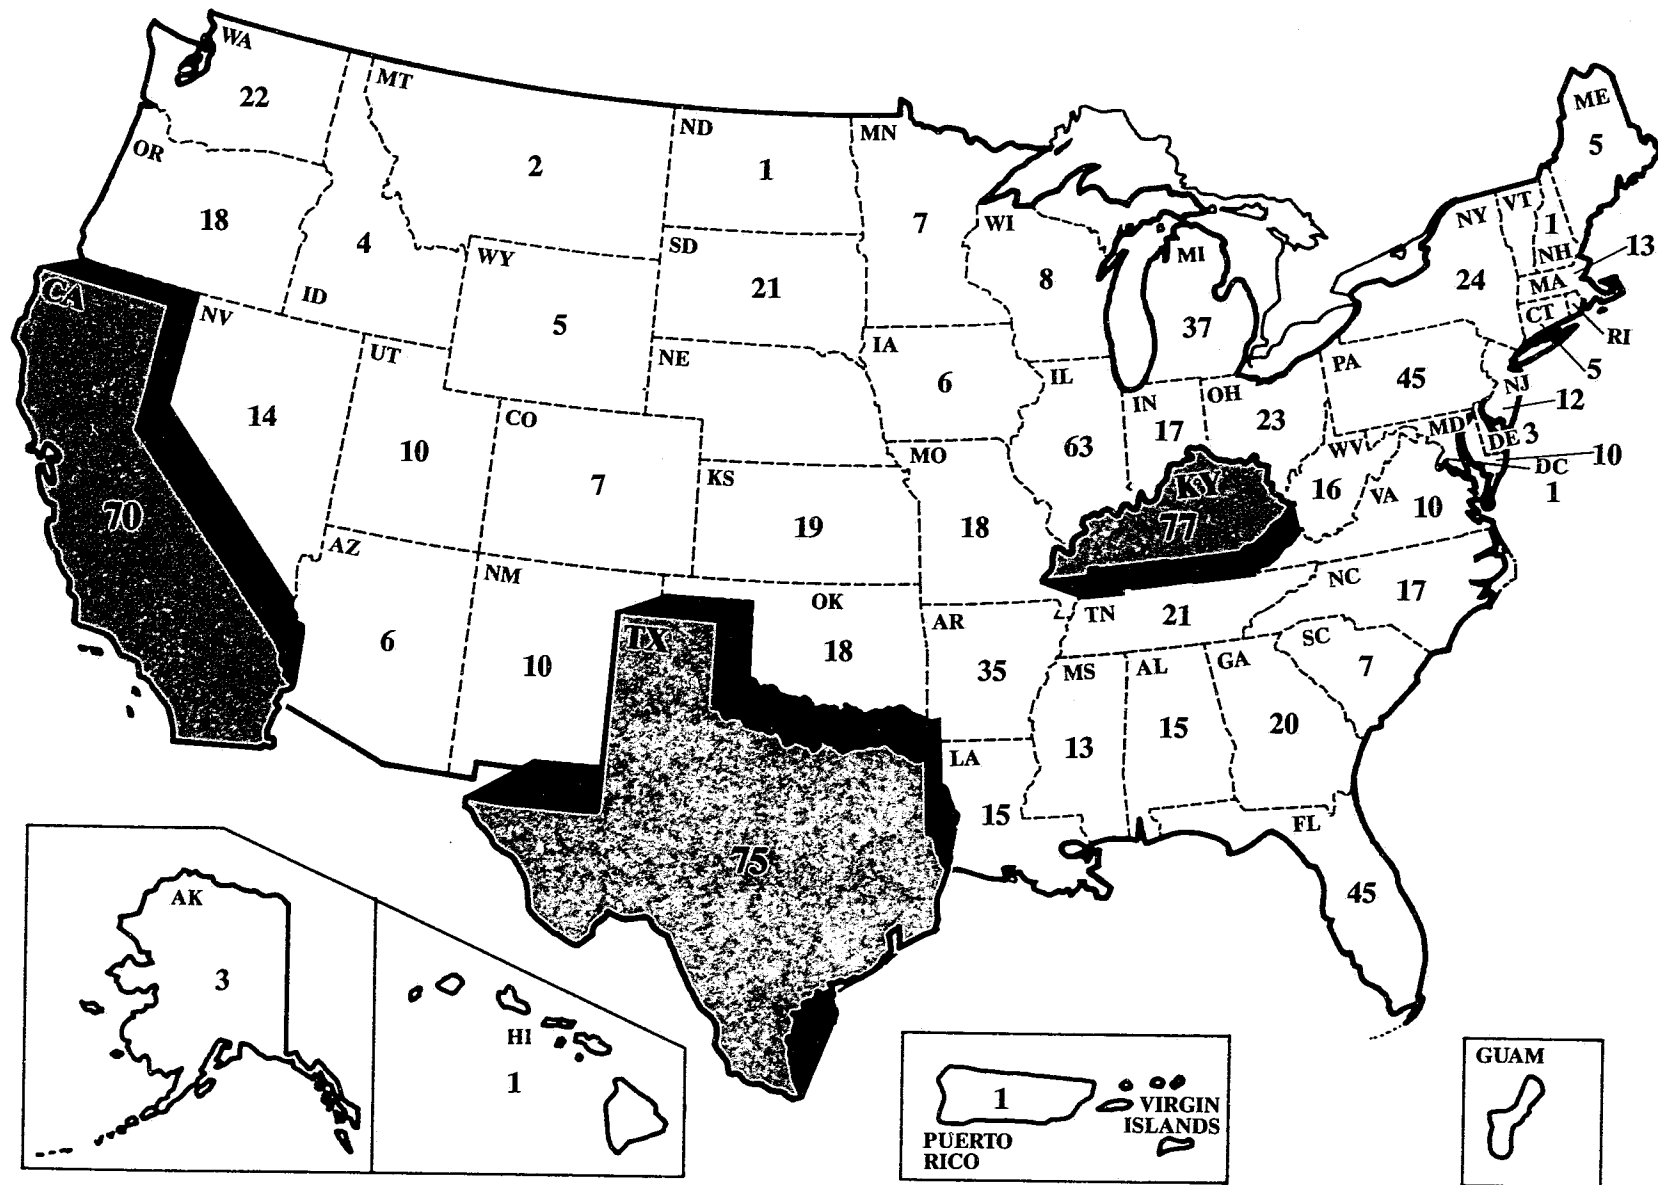 WA
22
MT
2
ND
1
MN
7
OR
18
4
ID
WY
5
SD
21
WI
8
MI
37
ME
5
NY
24
VT
1
NH
13
MA
CT
RI
5
CA
70
NV
14
UT
10
CO
7
NE
IA
6
IL
63
IN
17
OH
23
PA
45
NJ
12
MD
DE 3
10
DC
1
WV
16
VA
10
KY
77
KS
19
MO
18
AZ
6
NM
10
OK
18
TX
75
AR
35
TN
21
NC
17
SC
7
MS
13
AL
15
GA
20
LA
15
FL
45
AK
3
HI
1
1
PUERTO
RICO
VIRGIN
ISLANDS
GUAM